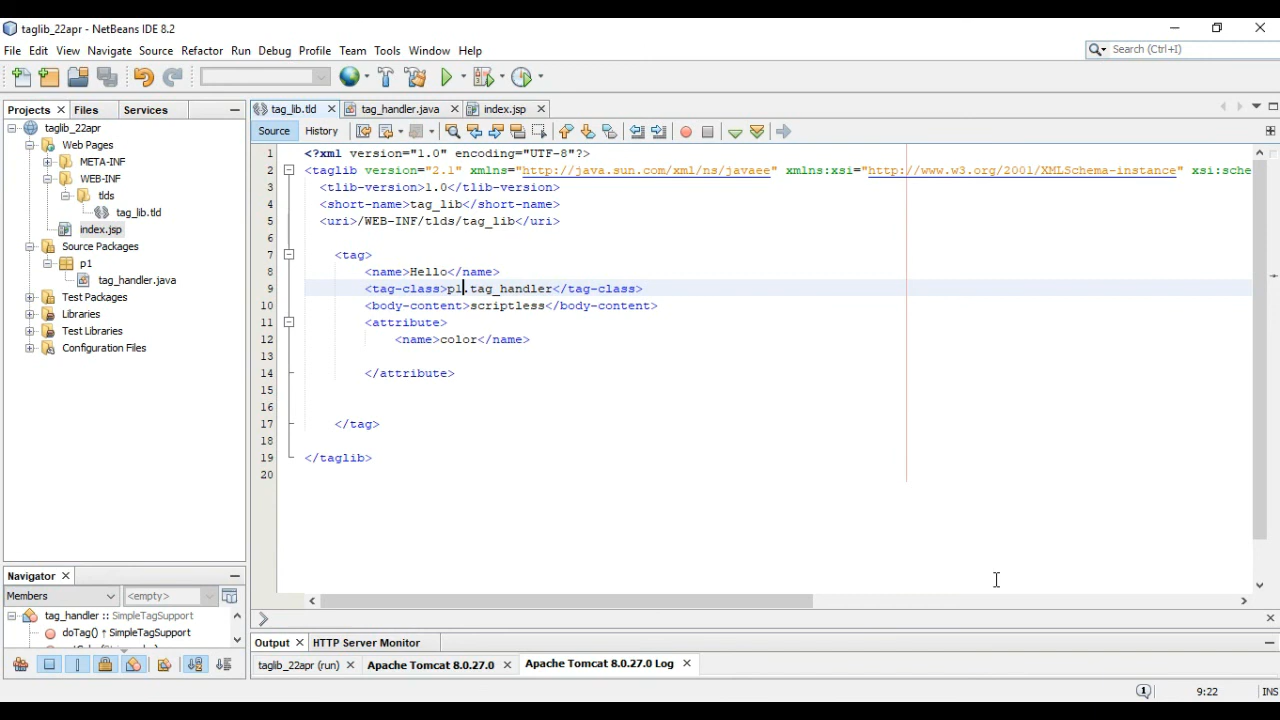 taglib_22apr - NetBeans IDE 8.2
File Edit View Navigate Source Refactor Run Debug Profile Team Tools Window Help
Search (Ctrl+I)
Projects Files Services
tag_lib.tld tag_handler.java index.jsp
Source History
taglib_22apr
Web Pages
META-INF
WEB-INF
tlds
tag_lib.tld
index.jsp
Source Packages
p1
tag_handler.java
Test Packages
Libraries
Test Libraries
Configuration Files
1 <?xml version="1.0" encoding="UTF-8"?>
2 <taglib version="2.1" xmlns="http://java.sun.com/xml/ns/javaee" xmlns:xsi="http://www.w3.org/2001/XMLSchema-instance" xsi:sche
3 <tlib-version>1.0</tlib-version>
4 <short-name>tag_lib</short-name>
5 <uri>/WEB-INF/tlds/tag_lib</uri>
6
7 <tag>
8 <name>Hello</name>
9 <tag-class>p1.tag_handler</tag-class>
10 <body-content>scriptless</body-content>
11 <attribute>
12 <name>color</name>
13
14 </attribute>
15
16
17 </tag>
18
19 </taglib>
20
Navigator
Members <empty>
tag_handler :: SimpleTagSupport
doTag() ↑ SimpleTagSupport
Output HTTP Server Monitor
taglib_22apr (run) Apache Tomcat 8.0.27.0 Apache Tomcat 8.0.27.0 Log
1 9:22 INS